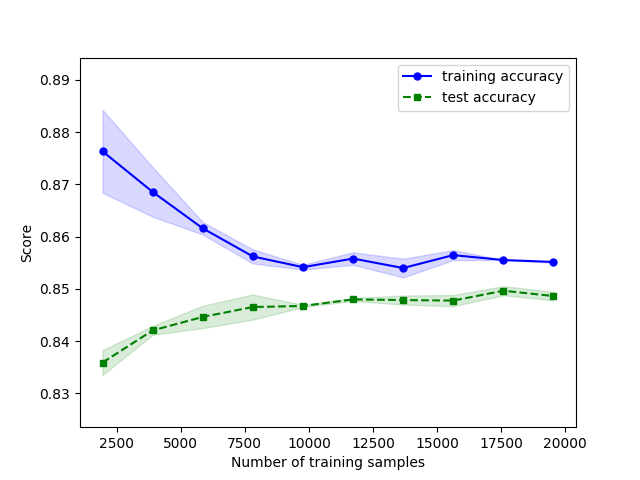 training accuracy
test accuracy
0.89
0.88
0.87
0.86
0.85
0.84
0.83
Score
2500 5000 7500 10000 12500 15000 17500 20000
Number of training samples